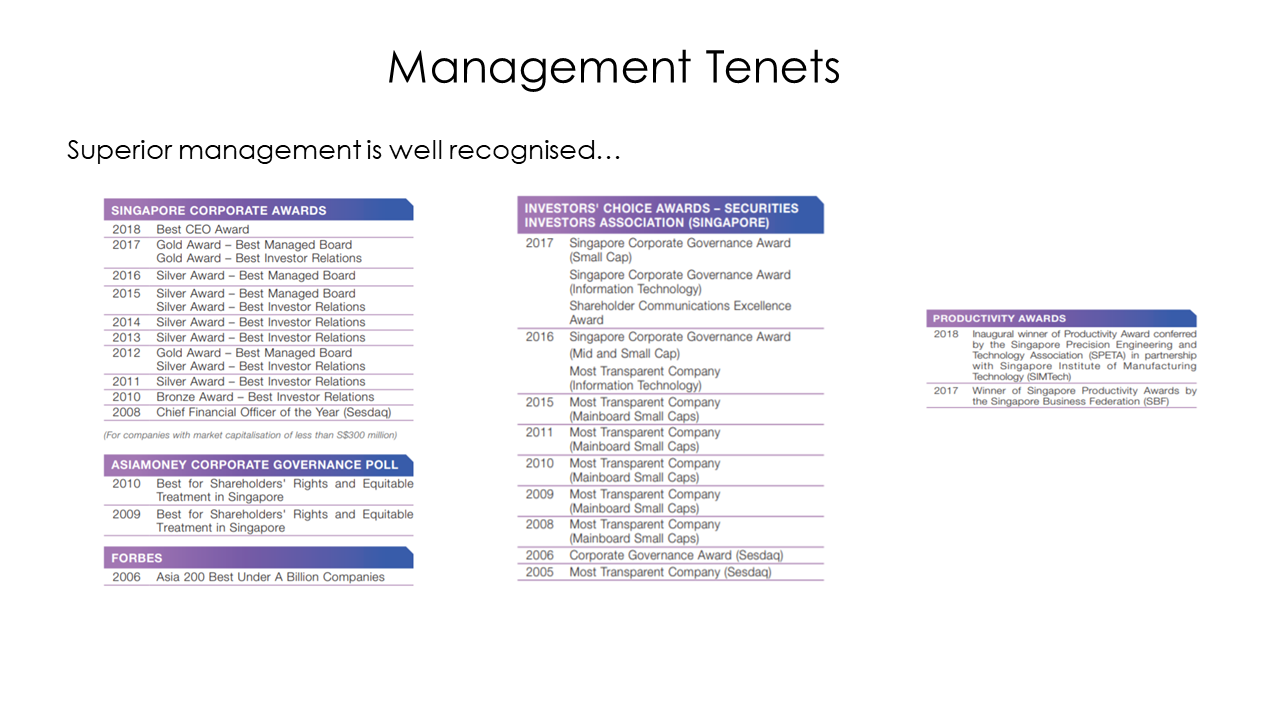 Management Tenets
Superior management is well recognised…
SINGAPORE CORPORATE AWARDS
2018 Best CEO Award
2017 Gold Award – Best Managed Board
Gold Award – Best Investor Relations
2016 Silver Award – Best Managed Board
2015 Silver Award – Best Managed Board
Silver Award – Best Investor Relations
2014 Silver Award – Best Investor Relations
2013 Silver Award – Best Investor Relations
2012 Gold Award – Best Managed Board
Silver Award – Best Investor Relations
2011 Silver Award – Best Investor Relations
2010 Bronze Award – Best Investor Relations
2008 Chief Financial Officer of the Year (Sesdaq)
(For companies with market capitalisation of less than S$300 million)
ASIAMONEY CORPORATE GOVERNANCE POLL
2010 Best for Shareholders' Rights and Equitable
Treatment in Singapore
2009 Best for Shareholders' Rights and Equitable
Treatment in Singapore
FORBES
2006 Asia 200 Best Under A Billion Companies
INVESTORS' CHOICE AWARDS – SECURITIES
INVESTORS ASSOCIATION (SINGAPORE)
2017 Singapore Corporate Governance Award
(Small Cap)
Singapore Corporate Governance Award
(Information Technology)
Shareholder Communications Excellence
Award
2016 Singapore Corporate Governance Award
(Mid and Small Cap)
Most Transparent Company
(Information Technology)
2015 Most Transparent Company
(Mainboard Small Caps)
2011 Most Transparent Company
(Mainboard Small Caps)
2010 Most Transparent Company
(Mainboard Small Caps)
2009 Most Transparent Company
(Mainboard Small Caps)
2008 Most Transparent Company
(Mainboard Small Caps)
2006 Corporate Governance Award (Sesdaq)
2005 Most Transparent Company (Sesdaq)
PRODUCTIVITY AWARDS
2018 Inaugural winner of Productivity Award conferred
by the Singapore Precision Engineering and
Technology Association (SPETA) in partnership
with Singapore Institute of Manufacturing
Technology (SIMTech)
2017 Winner of Singapore Productivity Awards by
the Singapore Business Federation (SBF)